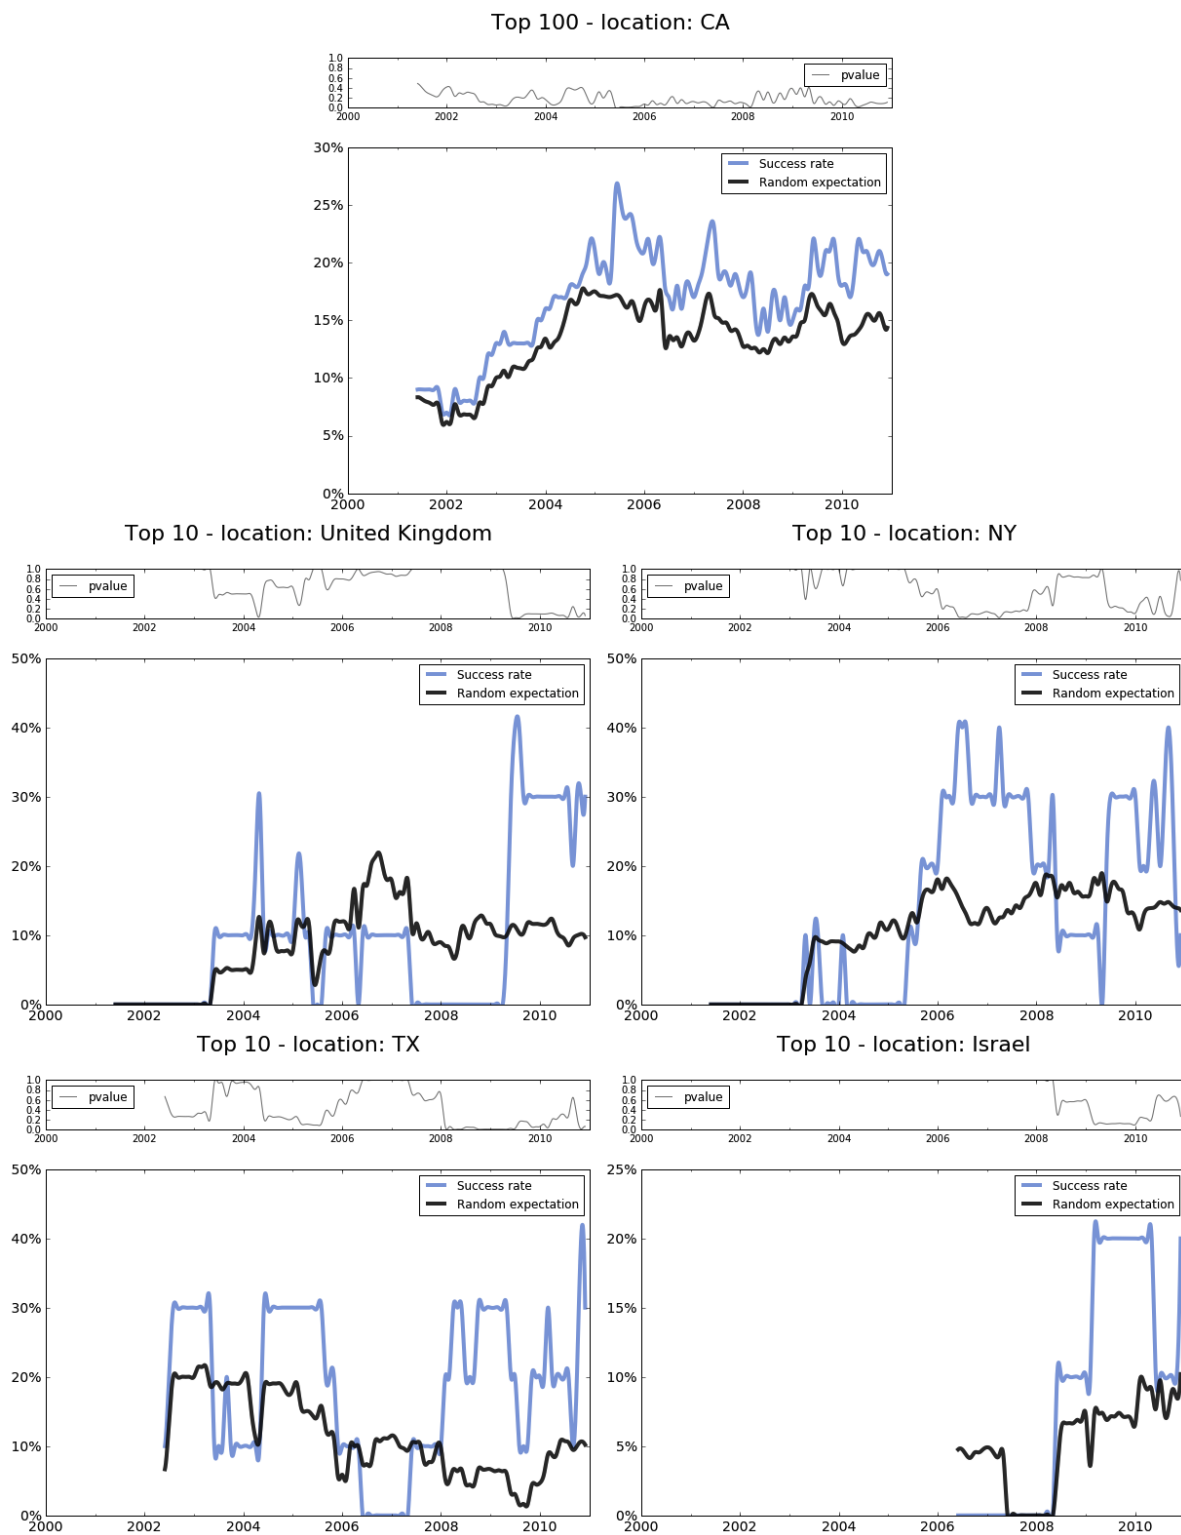 Top 100 - location: CA
1.0
0.8
0.6
0.4
0.2
0.0
pvalue
2000 2002 2004 2006 2008 2010
30%
25%
20%
15%
10%
5%
0%
Success rate
Random expectation
2000 2002 2004 2006 2008 2010
Top 10 - location: United Kingdom
1.0
0.8
0.6
0.4
0.2
0.0
pvalue
2000 2002 2004 2006 2008 2010
50%
40%
30%
20%
10%
0%
Success rate
Random expectation
2000 2002 2004 2006 2008 2010
Top 10 - location: NY
1.0
0.8
0.6
0.4
0.2
0.0
pvalue
2000 2002 2004 2006 2008 2010
50%
40%
30%
20%
10%
0%
Success rate
Random expectation
2000 2002 2004 2006 2008 2010
Top 10 - location: TX
1.0
0.8
0.6
0.4
0.2
0.0
pvalue
2000 2002 2004 2006 2008 2010
50%
40%
30%
20%
10%
0%
Success rate
Random expectation
2000 2002 2004 2006 2008 2010
Top 10 - location: Israel
1.0
0.8
0.6
0.4
0.2
0.0
pvalue
2000 2002 2004 2006 2008 2010
25%
20%
15%
10%
5%
0%
Success rate
Random expectation
2000 2002 2004 2006 2008 2010